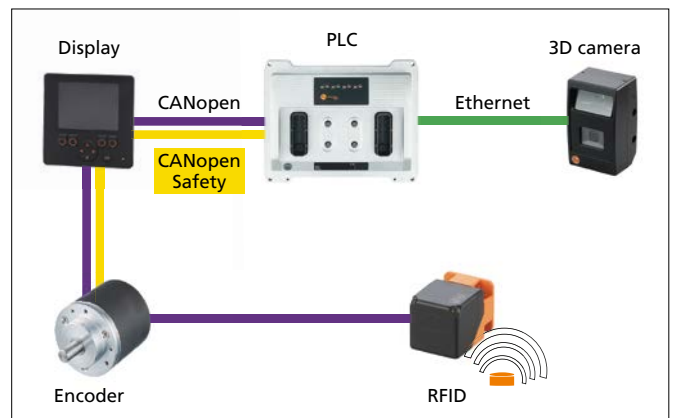 Display
PLC
3D camera
CANopen
Ethernet
CANopen
Safety
Encoder
RFID